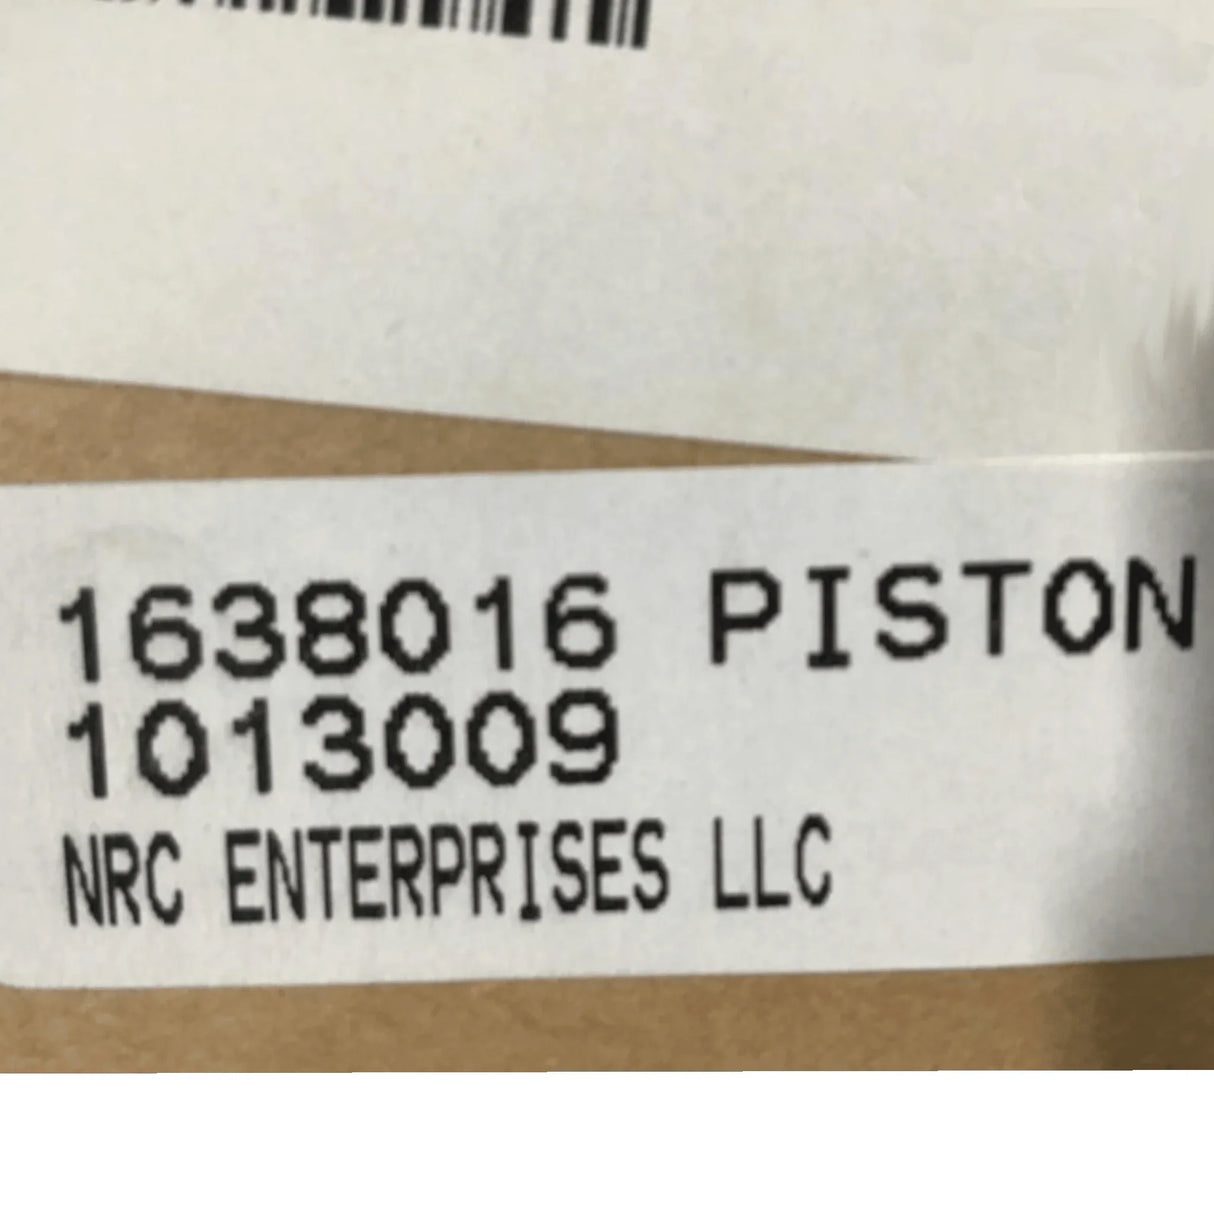 1638016 PISTON
1013009
NRC ENTERPRISES LLC